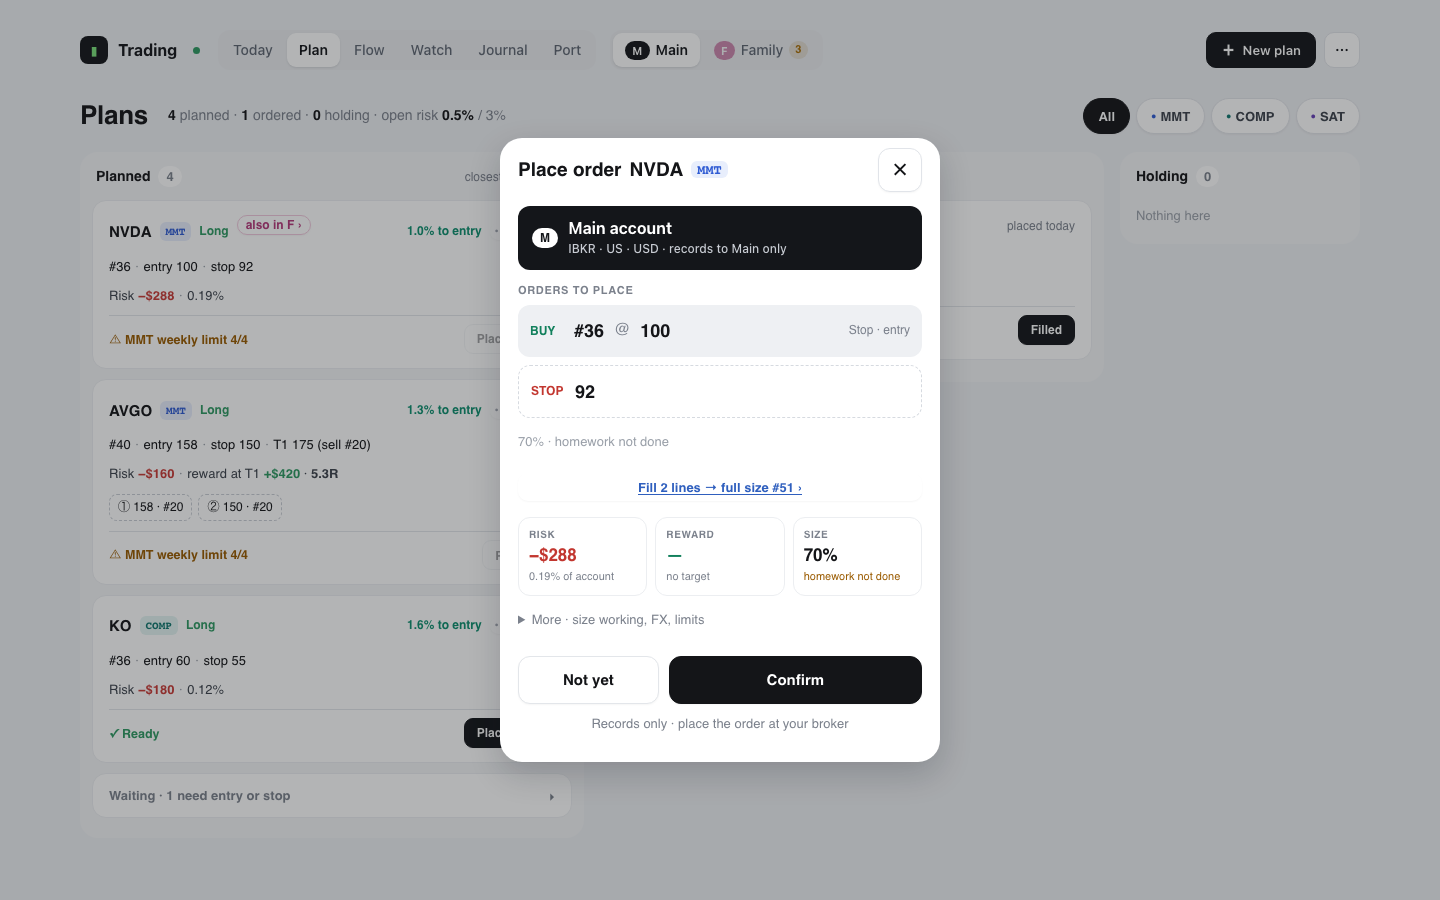 Trading Today Plan Flow Watch Journal Port M Main F Family 3 + New plan ···
Plans 4 planned · 1 ordered · 0 holding · open risk 0.5% / 3% All • MMT • COMP • SAT
Planned 4 closest
NVDA MMT Long also in F › 1.0% to entry ·
#36 · entry 100 · stop 92
Risk −$288 · 0.19%
⚠ MMT weekly limit 4/4 Plac
AVGO MMT Long 1.3% to entry ·
#40 · entry 158 · stop 150 · T1 175 (sell #20)
Risk −$160 · reward at T1 +$420 · 5.3R
① 158 · #20 ② 150 · #20
⚠ MMT weekly limit 4/4
KO COMP Long 1.6% to entry ·
#36 · entry 60 · stop 55
Risk −$180 · 0.12%
✓ Ready Plac
Waiting · 1 need entry or stop ▸
Place order NVDA MMT ✕
M Main account
IBKR · US · USD · records to Main only
ORDERS TO PLACE
BUY #36 @ 100 Stop · entry
STOP 92
70% · homework not done
Fill 2 lines → full size #51 ›
RISK REWARD SIZE
−$288 — 70%
0.19% of account no target homework not done
▶ More · size working, FX, limits
Not yet Confirm
Records only · place the order at your broker
placed today
Filled
Holding 0
Nothing here